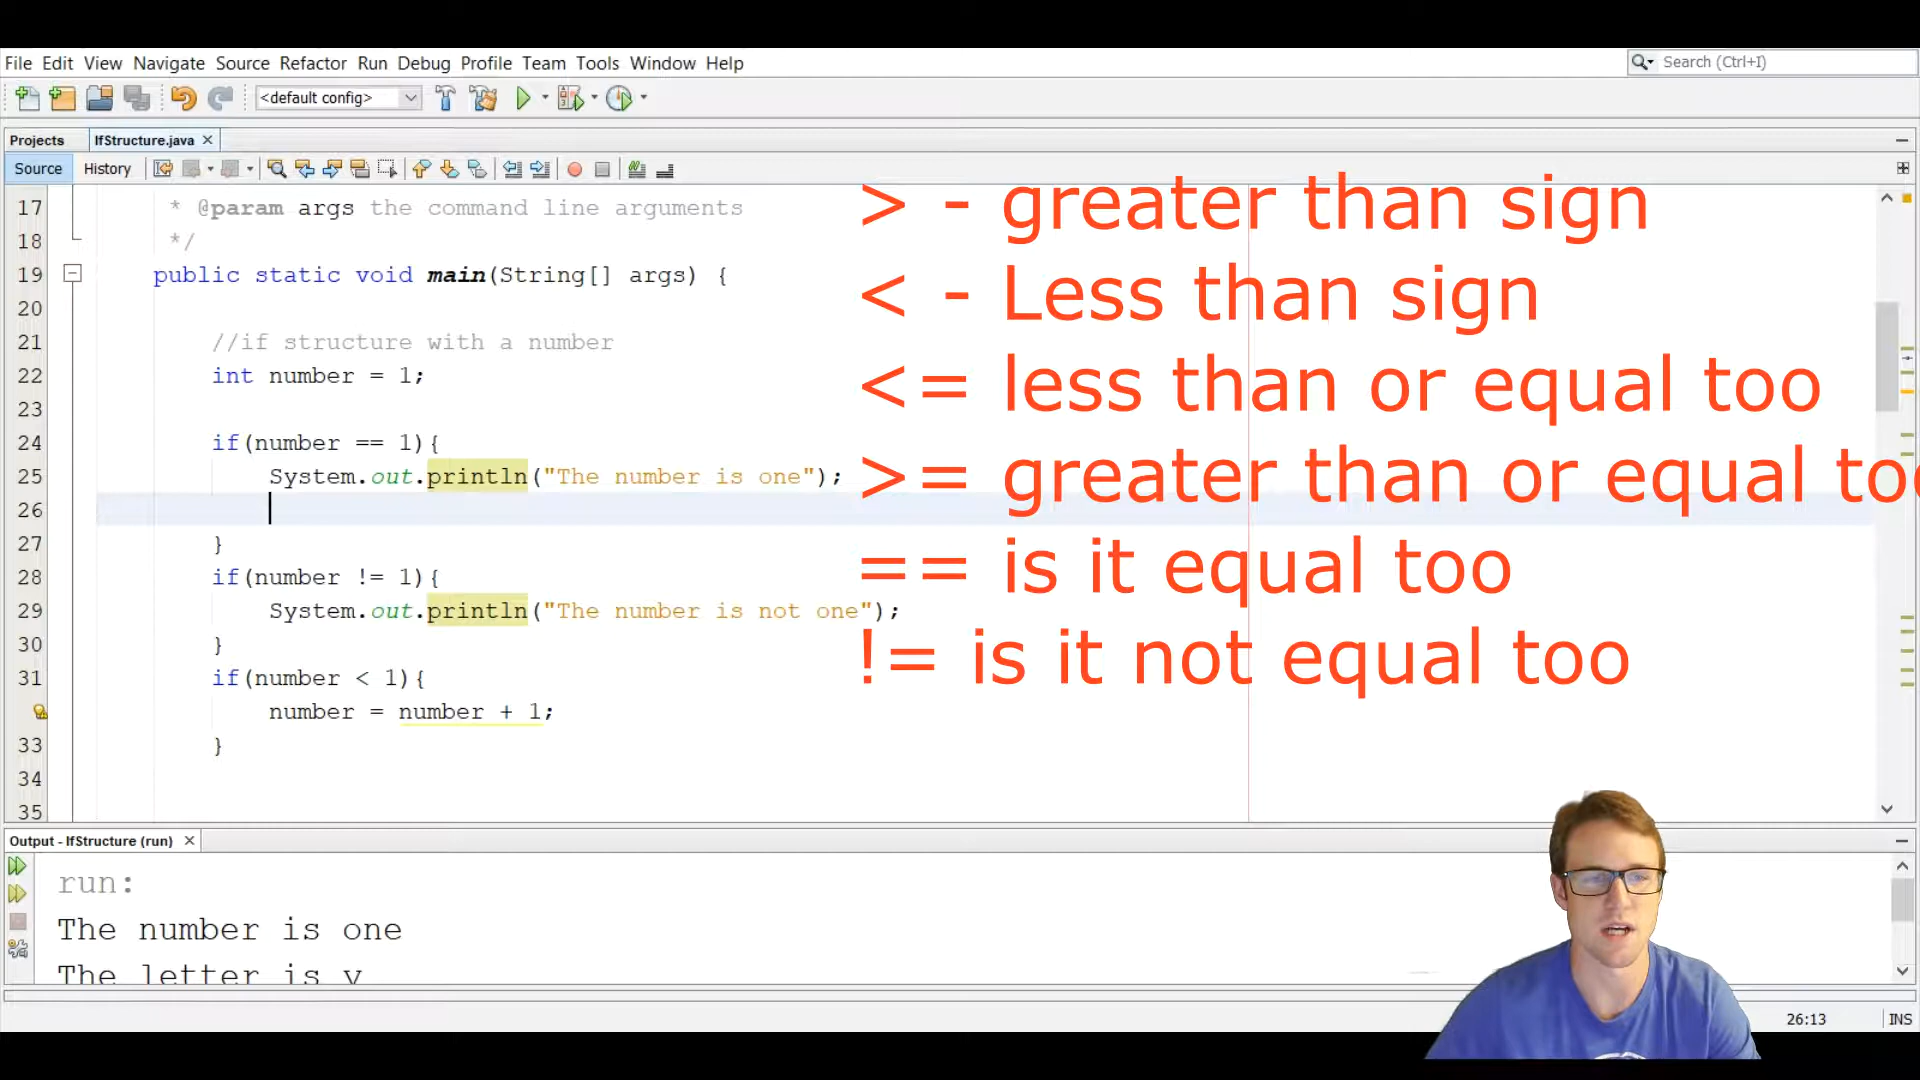 File Edit View Navigate Source Refactor Run Debug Profile Team Tools Window Help
Search (Ctrl+I)
<default config>
Projects
IfStructure.java
Source
History
17 * @param args the command line arguments
18 */
19 public static void main(String[] args) {
20
21 //if structure with a number
22 int number = 1;
23
24 if(number == 1){
25 System.out.println("The number is one");
26
27 }
28 if(number != 1){
29 System.out.println("The number is not one");
30 }
31 if(number < 1){
number = number + 1;
33 }
34
35
> - greater than sign
< - Less than sign
<= less than or equal too
>= greater than or equal too
== is it equal too
!= is it not equal too
Output - IfStructure (run)
run:
The number is one
The letter is y
26:13
INS